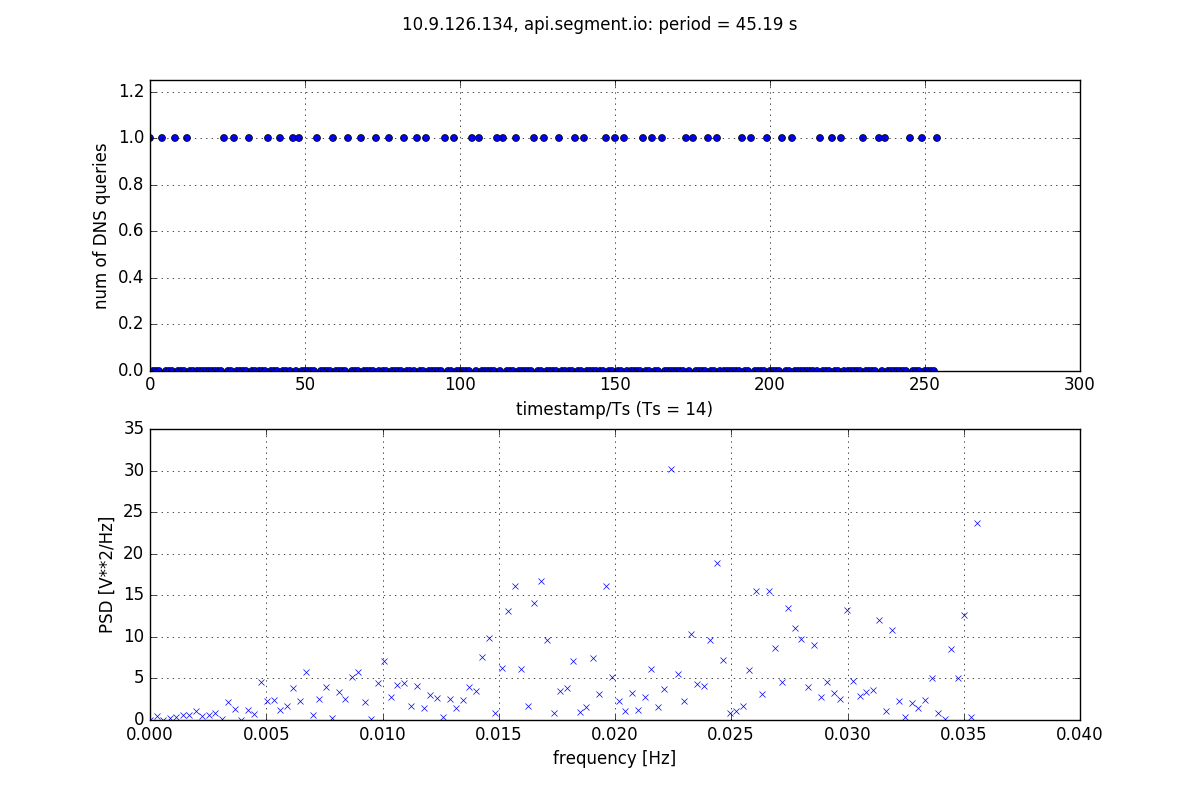 10.9.126.134, api.segment.io: period = 45.19 s
1.2
1.0
0.8
0.6
0.4
0.2
0.0
num of DNS queries
0 50 100 150 200 250 300
timestamp/Ts (Ts = 14)
35
30
25
20
15
10
5
0
PSD [V**2/Hz]
0.000 0.005 0.010 0.015 0.020 0.025 0.030 0.035 0.040
frequency [Hz]